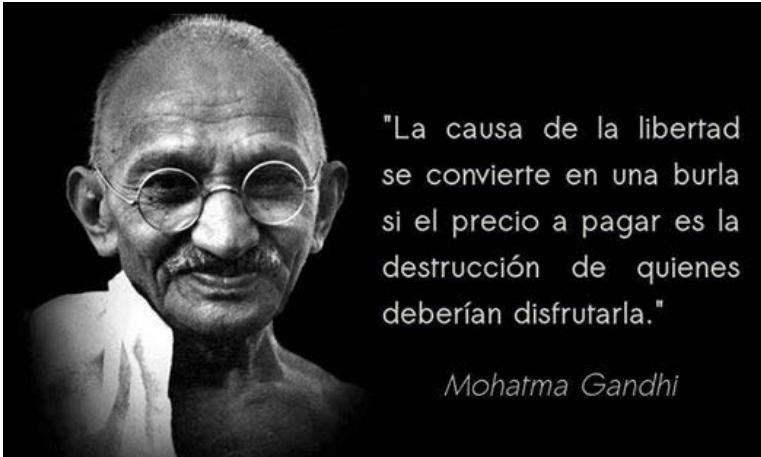 "La causa de la libertad
se convierte en una burla
si el precio a pagar es la
destrucción de quienes
deberían disfrutarla."
Mohatma Gandhi